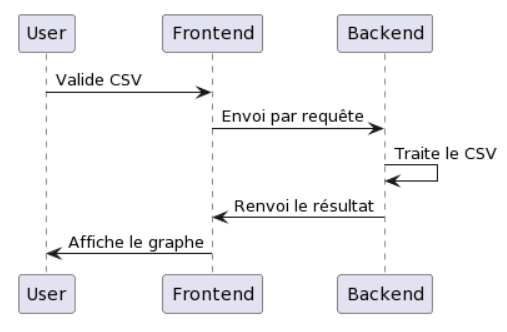 User Frontend Backend
Valide CSV
Envoi par requête
Traite le CSV
Renvoi le résultat
Affiche le graphe
User Frontend Backend